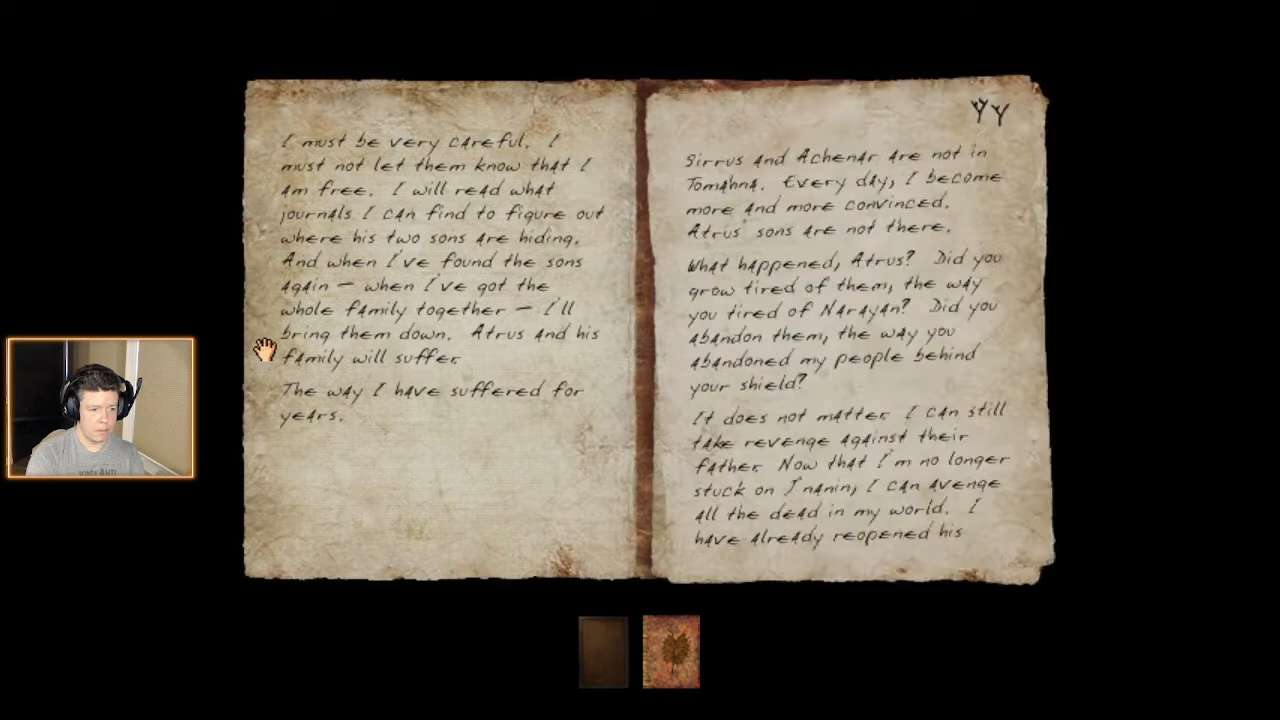 I must be very careful. I
must not let them know that I
am free. I will read what
journals I can find to figure out
where his two sons are hiding.
And when I've found the sons
again – when I've got the
whole family together – I'll
bring them down. Atrus and his
family will suffer.
The way I have suffered for
years.
Sirrus and Achenar are not in
Tomahna. Every day, I become
more and more convinced.
Atrus' sons are not there.
What happened, Atrus? Did you
grow tired of them, the way
you tired of Narayan? Did you
abandon them, the way you
abandoned my people behind
your shield?
It does not matter. I can still
take revenge against their
father. Now that I'm no longer
stuck on J'nanin, I can avenge
all the dead in my world. I
have already reopened his